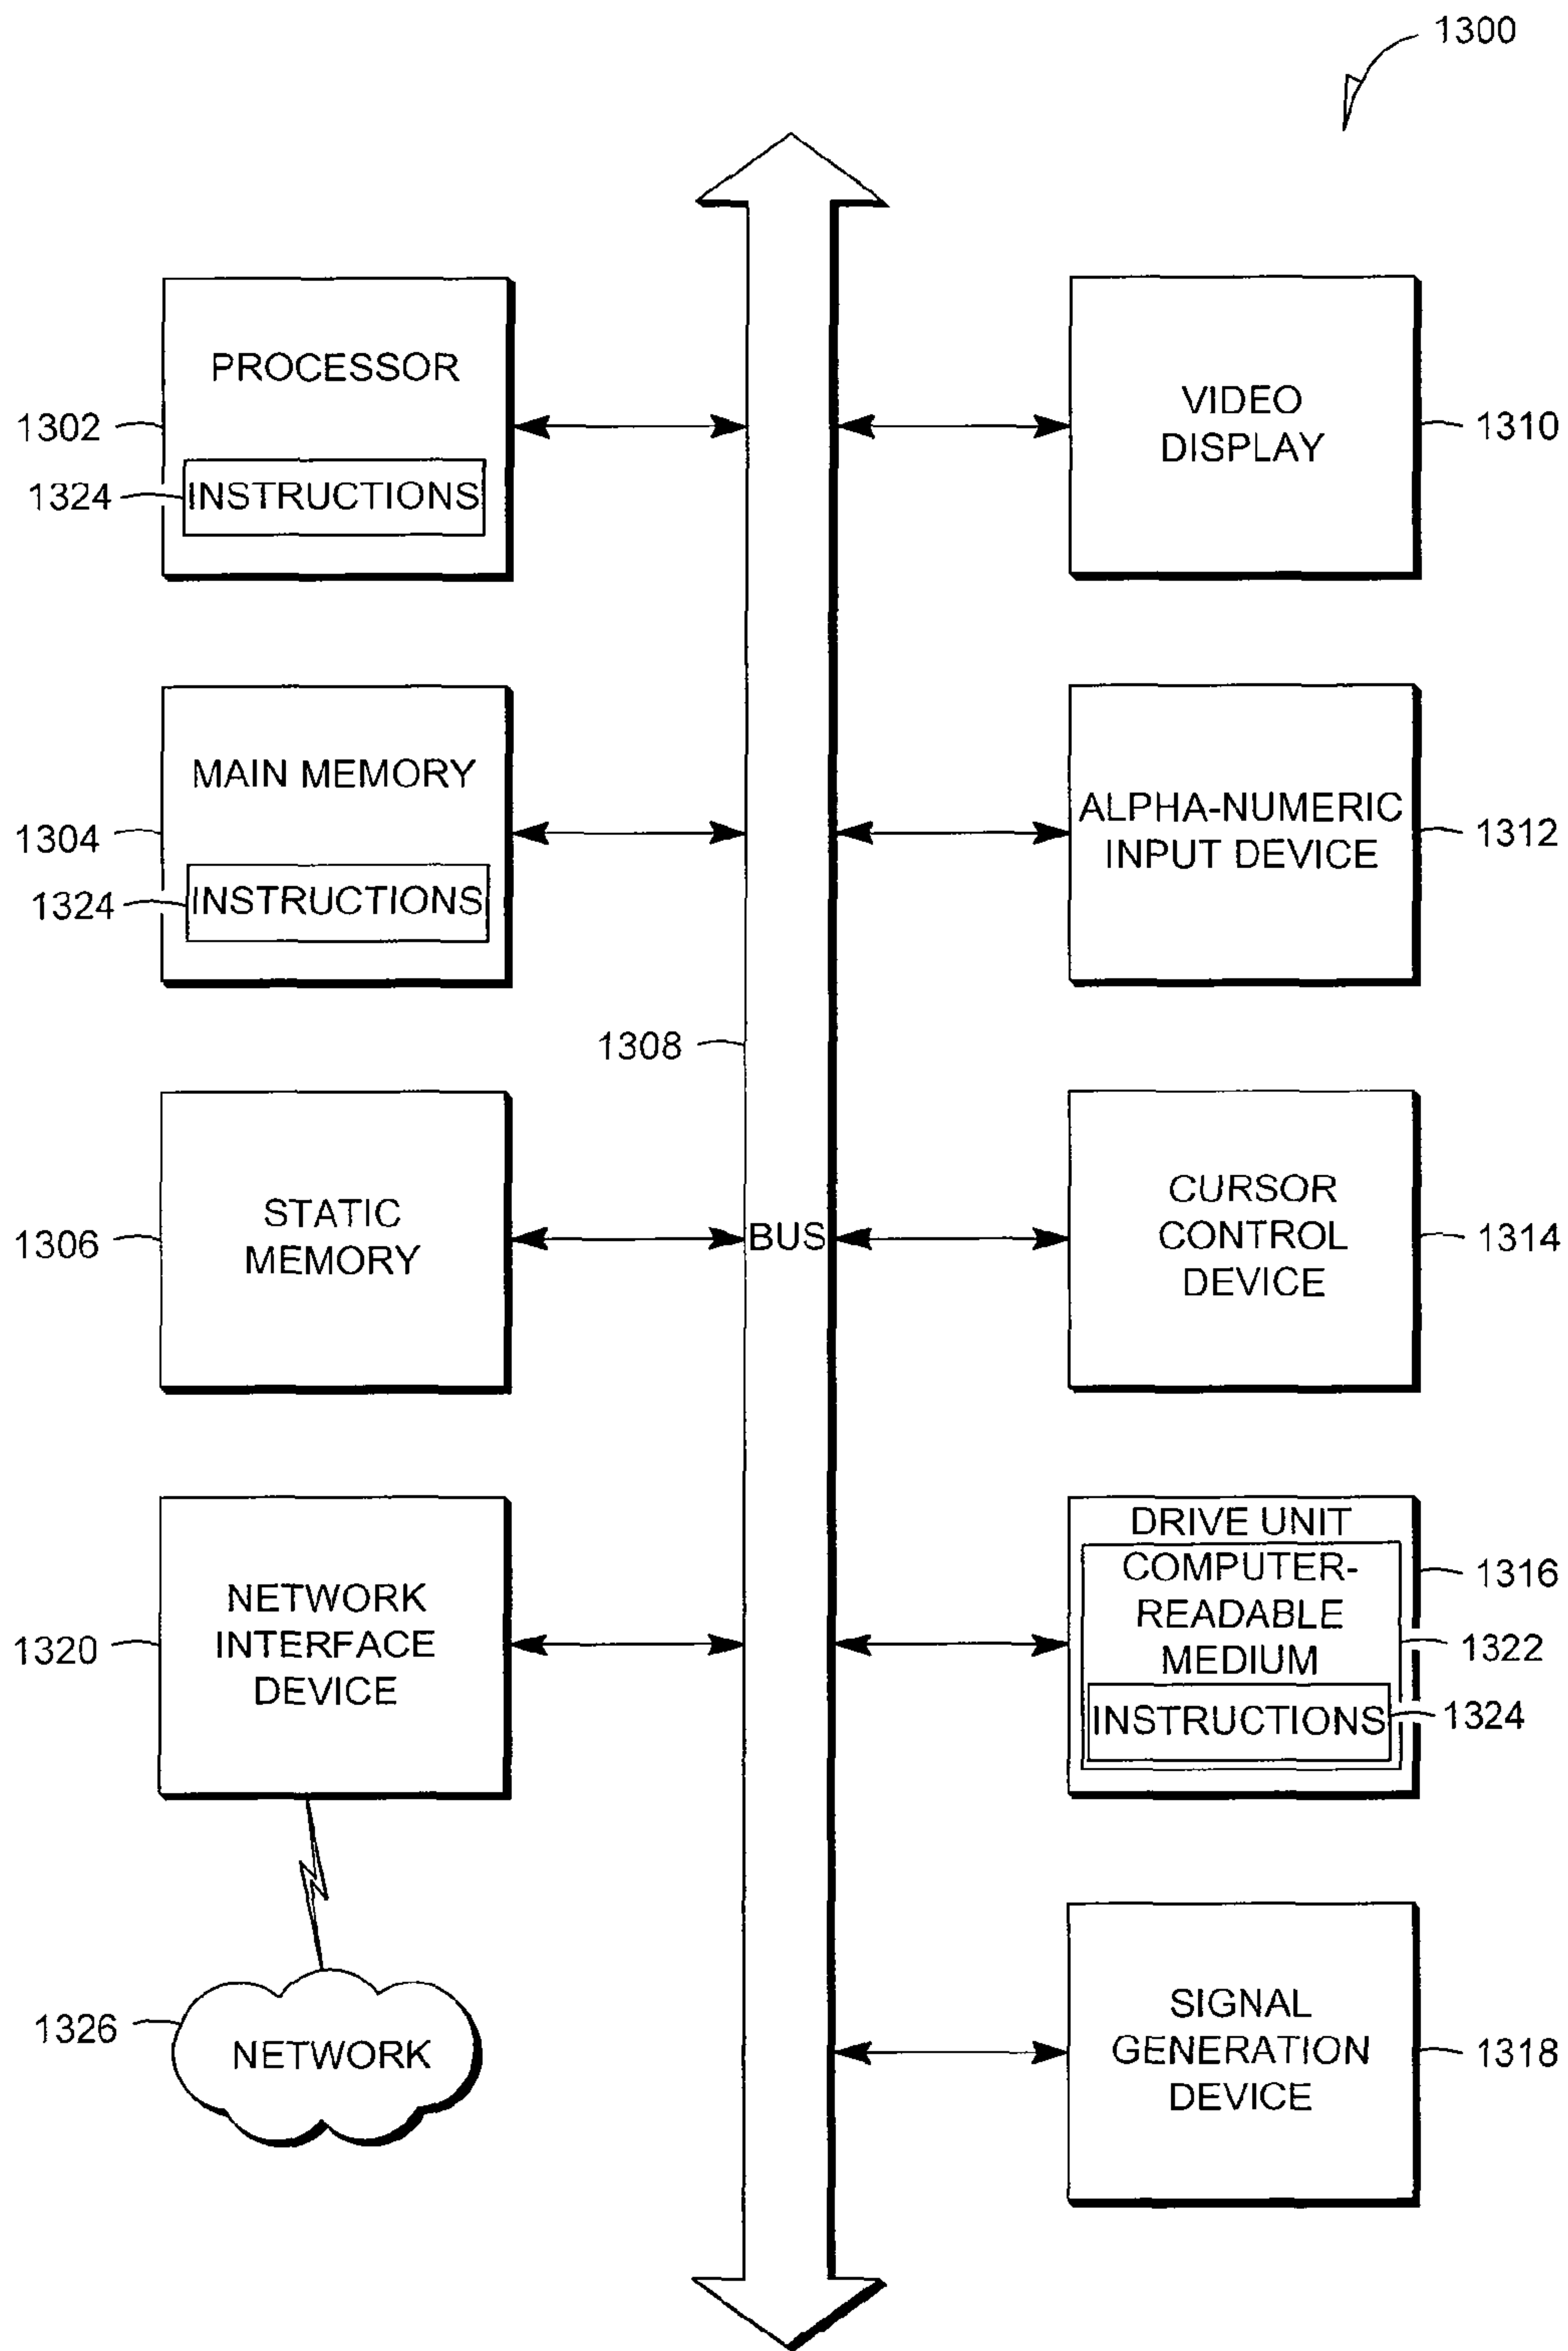 1300
PROCESSOR
1302
1324
INSTRUCTIONS
MAIN MEMORY
1304
1324
INSTRUCTIONS
1308
STATIC
MEMORY
1306
BUS
NETWORK
INTERFACE
DEVICE
1320
1326
NETWORK
VIDEO
DISPLAY
1310
ALPHA-NUMERIC
INPUT DEVICE
1312
CURSOR
CONTROL
DEVICE
1314
DRIVE UNIT
1316
COMPUTER-
READABLE
MEDIUM
1322
INSTRUCTIONS
1324
SIGNAL
GENERATION
DEVICE
1318